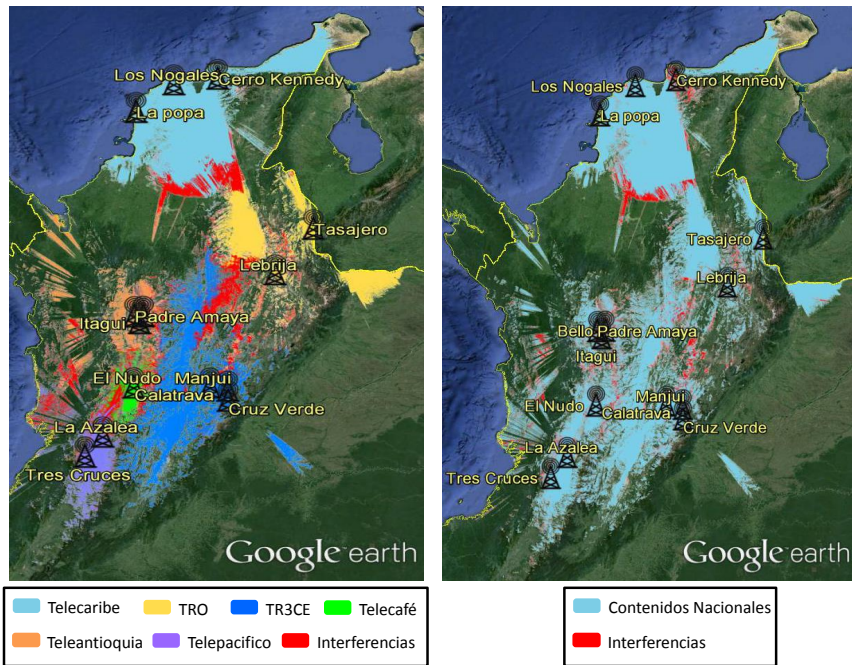 Los Nogales
Cerro Kennedy
La popa
Tasajero
Lebrija
Padre Amaya
Itagui
El Nudo
Manjui
Calatrava
Cruz Verde
La Azalea
Tres Cruces
Google earth
Telecaribe
TRO
TR3CE
Telecafé
Teleantioquia
Telepacifico
Interferencias
Los Nogales
Cerro Kennedy
La popa
Tasajero
Lebrija
Bello
Padre Amaya
Itagui
El Nudo
Manjui
Calatrava
Cruz Verde
La Azalea
Tres Cruces
Google earth
Contenidos Nacionales
Interferencias